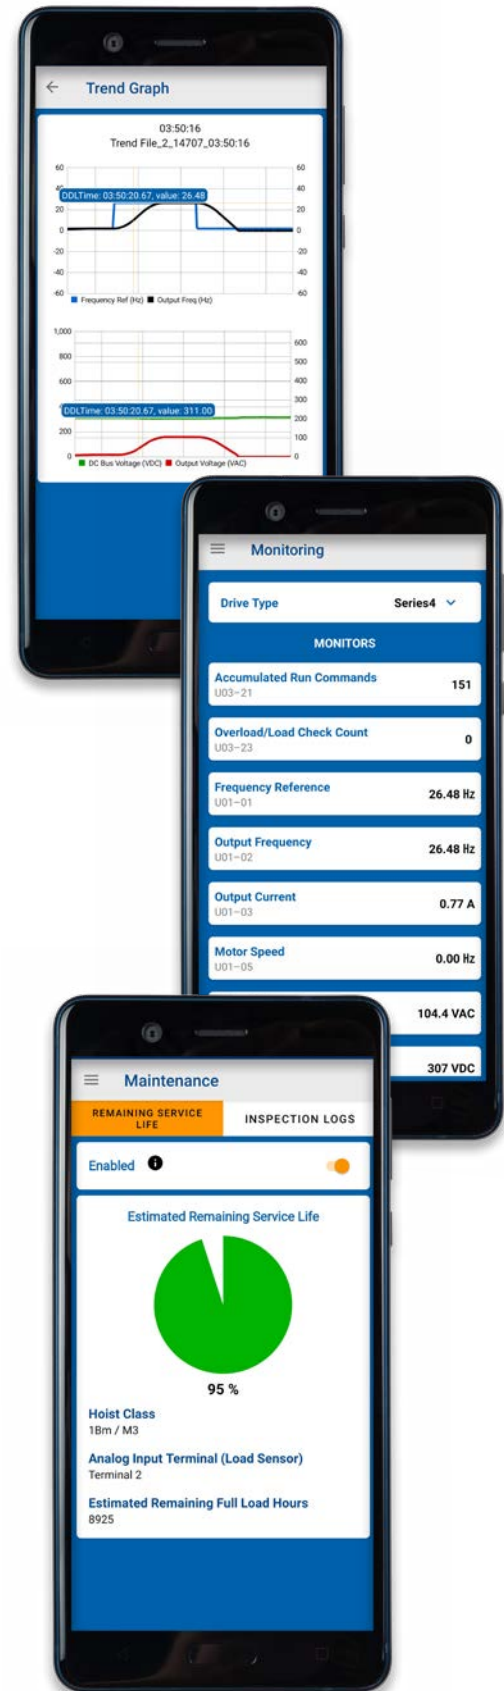 Trend Graph
03:50:16
Trend File_2_14707_03:50:16
60 60
40 40
DDLTime: 03:50:20.67, value: 26.48
20 20
0 0
-20 -20
-40 -40
-60 -60
Frequency Ref (Hz) Output Freq (Hz)
1,000
600
800
500
600 400
300
DDLTime: 03:50:20.67, value: 311.00
200
200
100
0 0
DC Bus Voltage (VDC) Output Voltage (VAC)
Monitoring
Drive Type Series4
MONITORS
Accumulated Run Commands
U03-21
151
Overload/Load Check Count
U03-23
0
Frequency Reference
U01-01
26.48 Hz
Output Frequency
U01-02
26.48 Hz
Output Current
U01-03
0.77 A
Motor Speed
U01-05
0.00 Hz
104.4 VAC
307 VDC
Maintenance
REMAINING SERVICE
LIFE
INSPECTION LOGS
Enabled
Estimated Remaining Service Life
95 %
Hoist Class
1Bm / M3
Analog Input Terminal (Load Sensor)
Terminal 2
Estimated Remaining Full Load Hours
8925